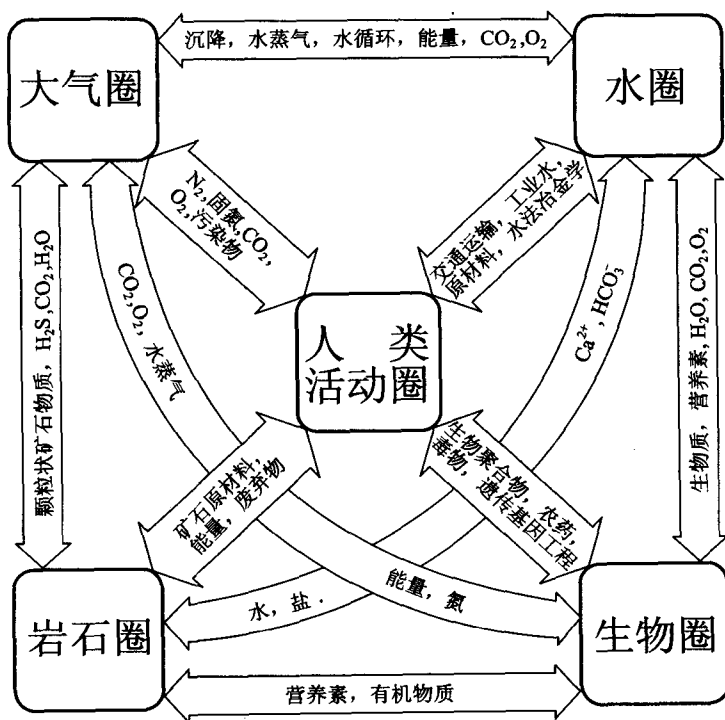 沉降，水蒸气，水循环，能量，CO₂,O₂
大气圈
水圈
N₂,固氮,CO₂,
O₂,污染物
交通运输，工业水，
原材料，水法冶金学
颗粒状矿石物质，H₂S,CO₂,H₂O
CO₂,O₂，水蒸气
人 类
活动圈
Ca²⁺,HCO₃⁻
生物质，营养素,H₂O,CO₂,O₂
矿石原材料，
能量，废弃物
生物聚合物，农药，
毒物，遗传基因工程
水，盐．
能量，氮
岩石圈
生物圈
营养素，有机物质